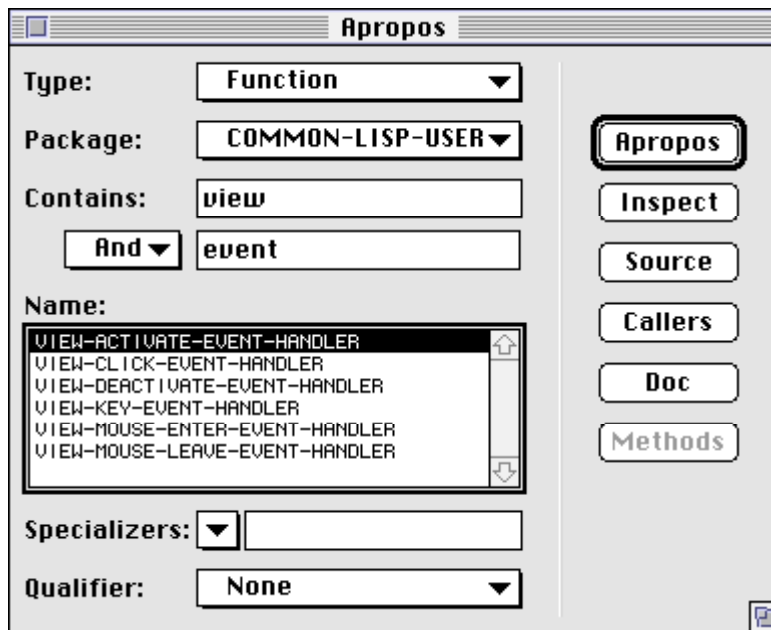 Apropos
Type:
Function
Package:
COMMON-LISP-USER
Contains:
view
And
event
Name:
VIEW-ACTIVATE-EVENT-HANDLER
VIEW-CLICK-EVENT-HANDLER
VIEW-DEACTIVATE-EVENT-HANDLER
VIEW-KEY-EVENT-HANDLER
VIEW-MOUSE-ENTER-EVENT-HANDLER
VIEW-MOUSE-LEAVE-EVENT-HANDLER
Specializers:
Qualifier:
None
Apropos
Inspect
Source
Callers
Doc
Methods